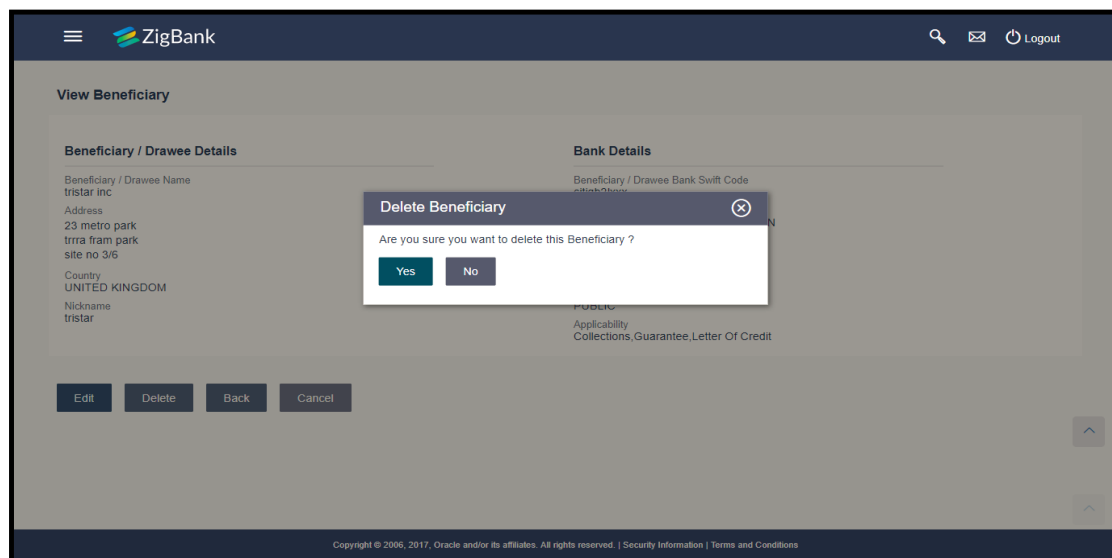 ZigBank
Logout
View Beneficiary
Beneficiary / Drawee Details
Beneficiary / Drawee Name
tristar inc
Address
23 metro park
trrra fram park
site no 3/6
Country
UNITED KINGDOM
Nickname
tristar
Bank Details
Beneficiary / Drawee Bank Swift Code
N
Delete Beneficiary
Are you sure you want to delete this Beneficiary ?
Yes No
PUBLIC
Applicability
Collections,Guarantee,Letter Of Credit
Edit Delete Back Cancel
Copyright © 2006, 2017, Oracle and/or its affiliates. All rights reserved. | Security Information | Terms and Conditions